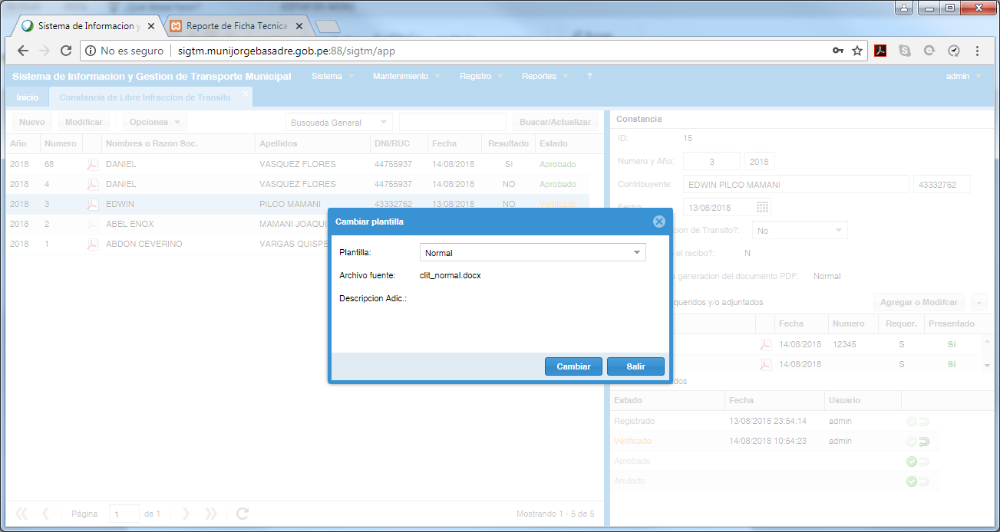 Sistema de Informacion y
Reporte de Ficha Tecnica
No es seguro | sigtm.munijorgebasadre.gob.pe:88/sigtm/app
Sistema de Informacion y Gestion de Transporte Municipal Sistema Mantenimiento Registro Reportes ? admin
Inicio Constancia de Libre Infraccion de Transito
Nuevo Modificar Opciones Busqueda General Buscar/Actualizar
Año Numero Nombres o Razon Soc. Apellidos DNI/RUC Fecha Resultado Estado
2018 68 DANIEL VASQUEZ FLORES 44755937 14/08/2018 SI Aprobado
2018 4 DANIEL VASQUEZ FLORES 44755937 14/08/2018 NO Aprobado
2018 3 EDWIN PILCO MAMANI 43332762 13/08/2018 NO Verificado
2018 2 ABEL ENOX MAMANI JOAQUI
2018 1 ABDON CEVERINO VARGAS QUISPE
Constancia
ID: 15
Numero y Año: 3 2018
Contribuyente: EDWIN PILCO MAMANI 43332762
Fecha: 13/08/2018
cion de Transito?: No
el recibo?: N
generacion del documento PDF: Normal
queridos y/o adjuntados Agregar o Modifcar -
Fecha Numero Requer. Presentado
14/08/2018 12345 S Si
14/08/2018 S Si
dos
Estado Fecha Usuario
Registrado 13/08/2018 23:54:14 admin
Verificado 14/08/2018 10:54:23 admin
Aprobado
Anulado
Cambiar plantilla
Plantilla: Normal
Archivo fuente: clit_normal.docx
Descripcion Adic.:
Cambiar Salir
Página 1 de 1 Mostrando 1 - 5 de 5